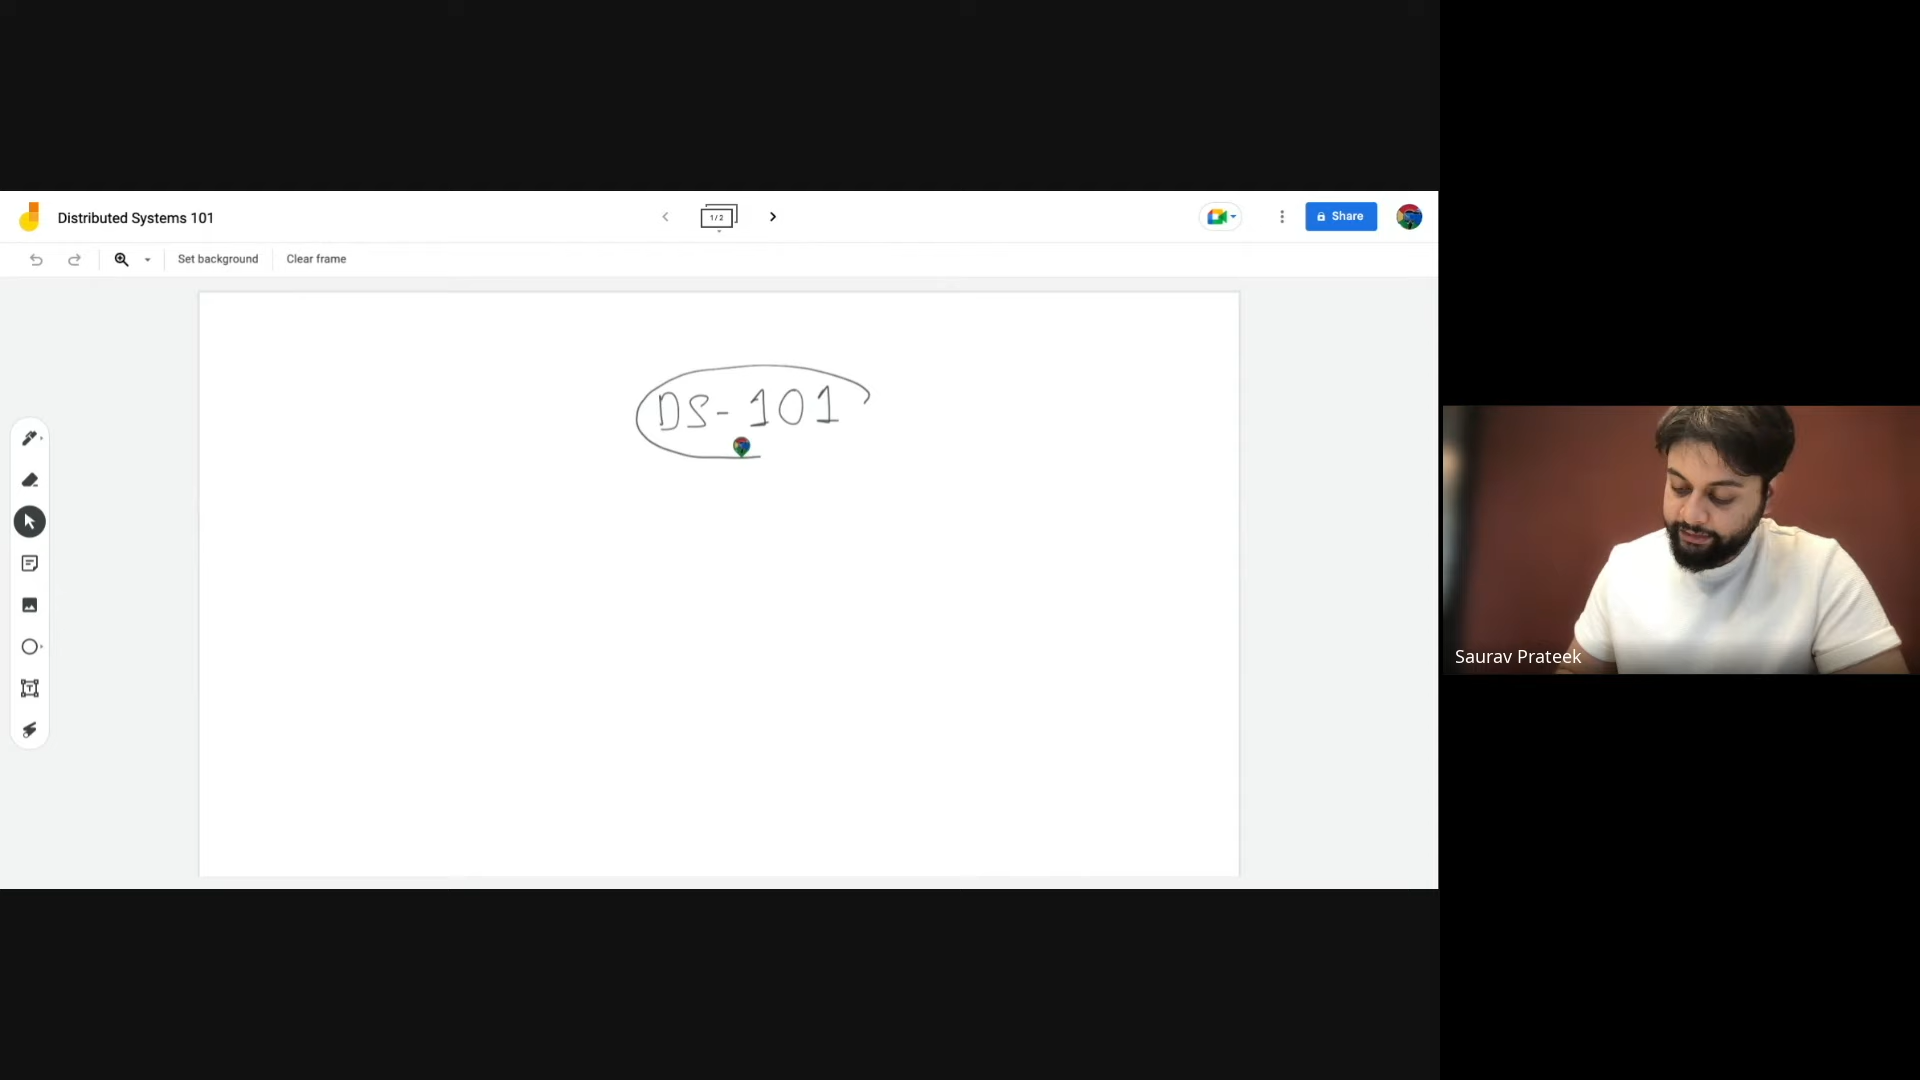 Distributed Systems 101
1/2
Share
Set background
Clear frame
DS-101
Saurav Prateek